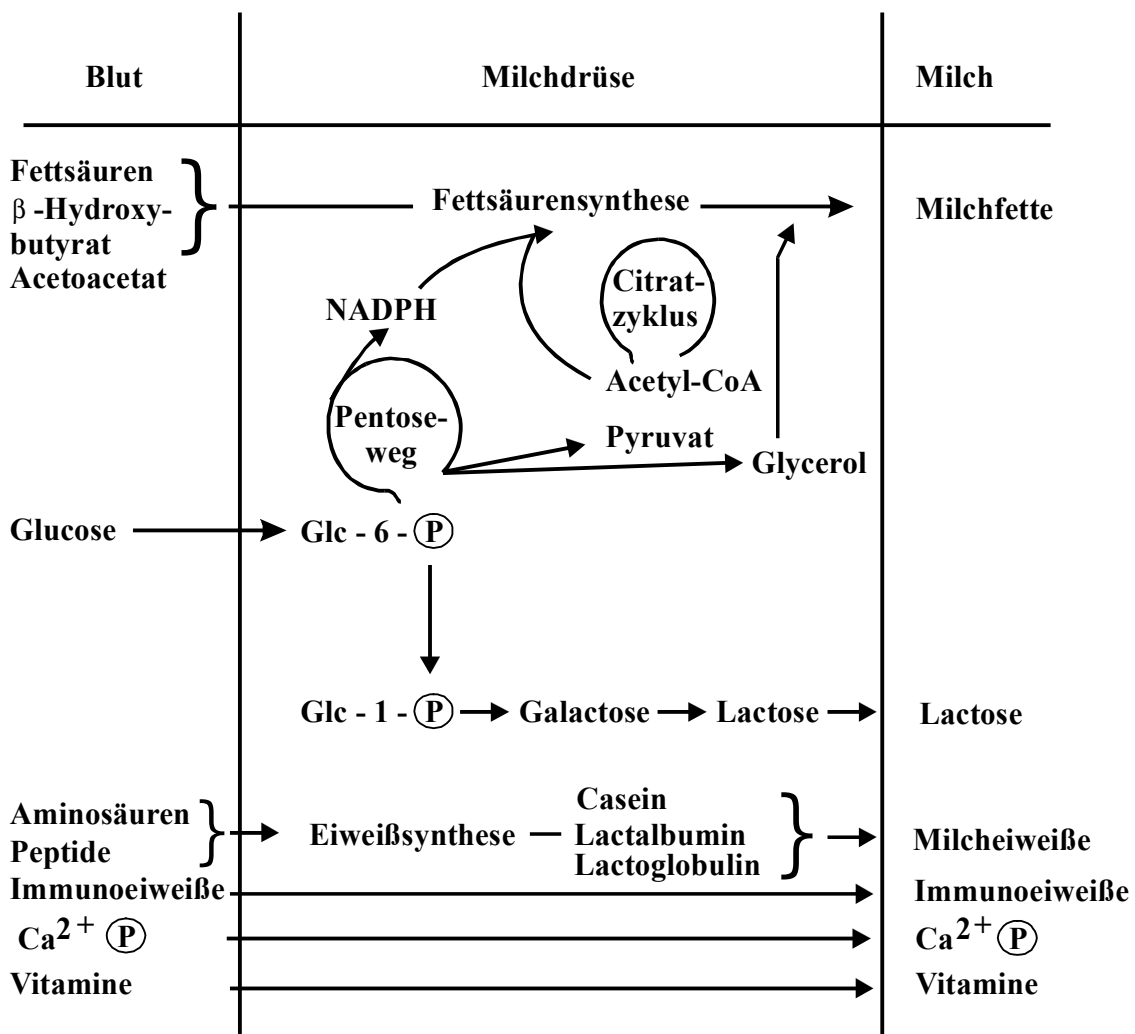 Blut
Milchdrüse
Milch
Fettsäuren
β-Hydroxy-
butyrat
Acetoacetat
Fettsäurensynthese
Milchfette
Citrat-
zyklus
NADPH
Acetyl-CoA
Pentose-
weg
Pyruvat
Glycerol
Glucose
Glc - 6 - P
Glc - 1 - P
Galactose
Lactose
Lactose
Aminosäuren
Peptide
Eiweißsynthese
Casein
Lactalbumin
Lactoglobulin
Milcheiweiße
Immunoeiweiße
Immunoeiweiße
Ca2+ P
Ca2+ P
Vitamine
Vitamine